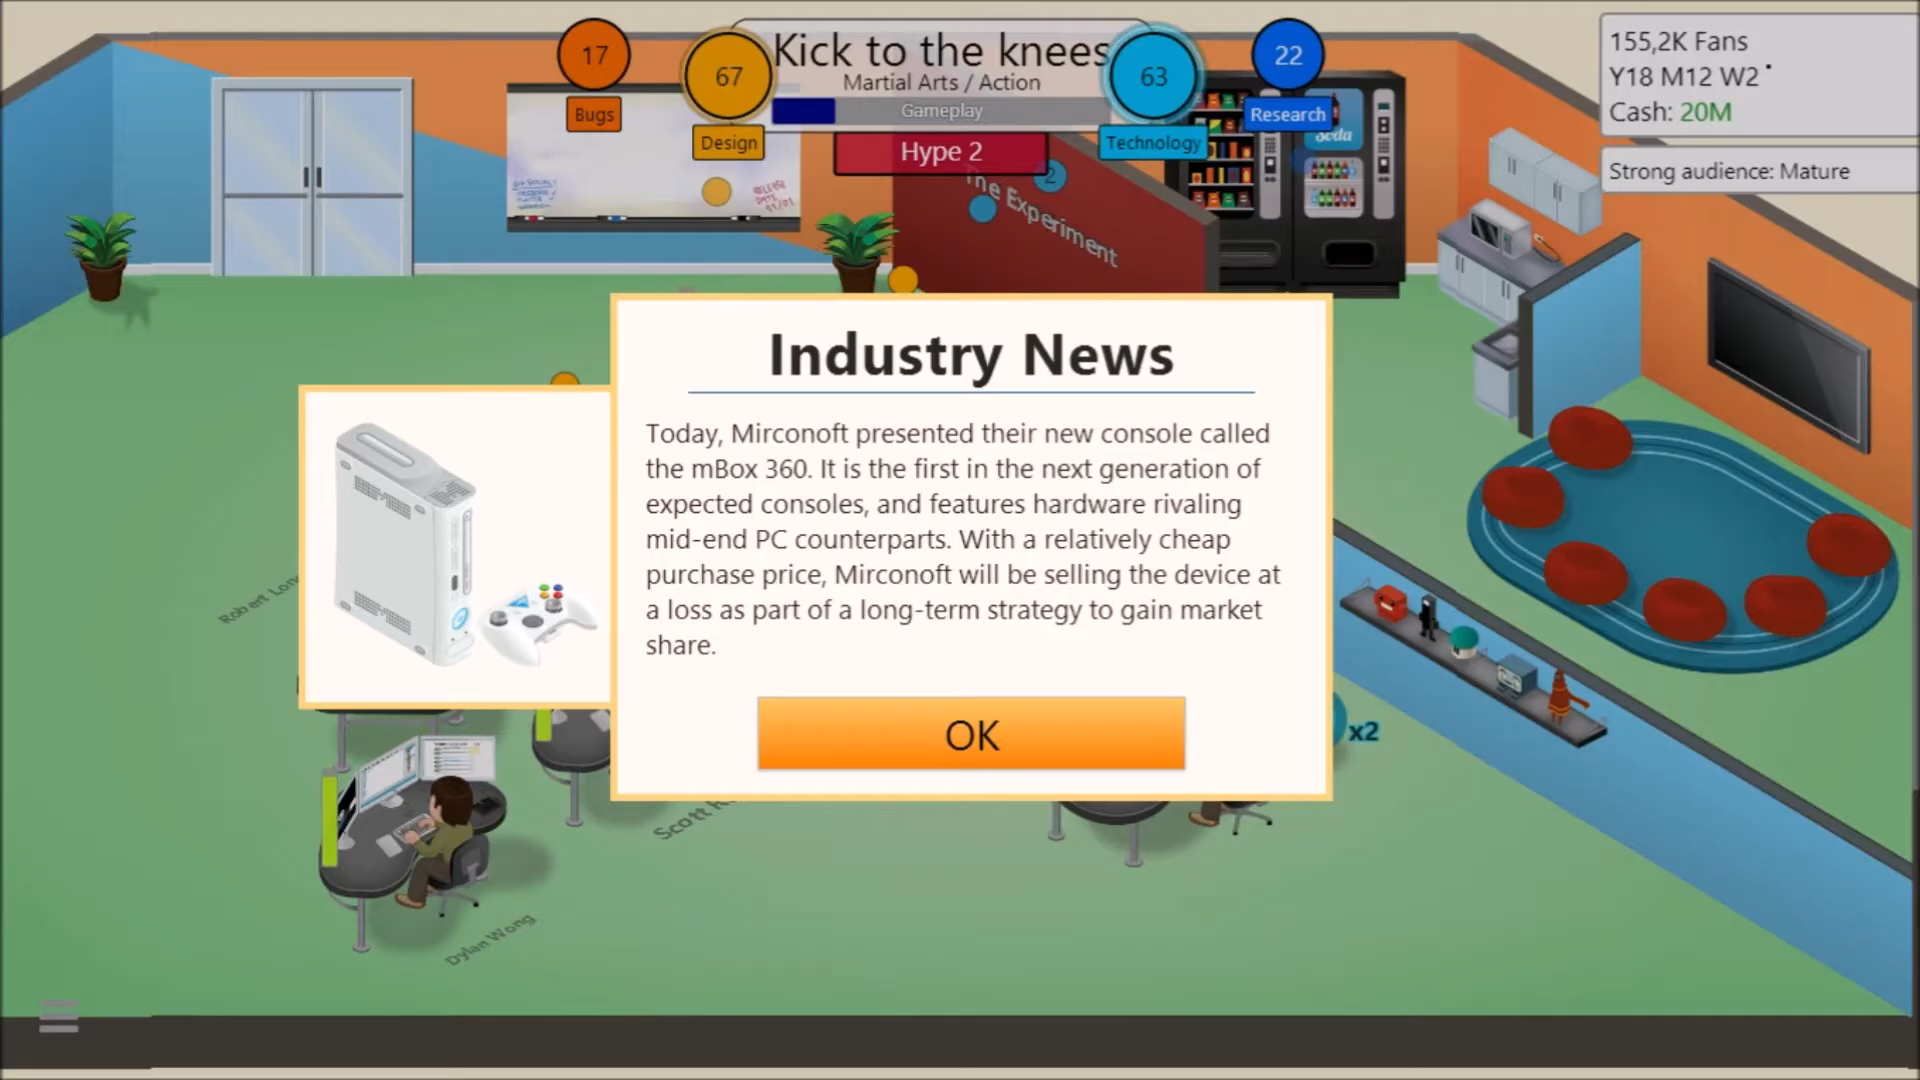 17
Bugs
67
Design
Kick to the knees
Martial Arts / Action
Gameplay
Hype 2
63
Technology
22
Research
155,2K Fans
Y18 M12 W2
Cash: 20M
Strong audience: Mature
Soda
RELEASE
DATE
2
The Experiment
Industry News
Today, Mirconoft presented their new console called
the mBox 360. It is the first in the next generation of
expected consoles, and features hardware rivaling
mid-end PC counterparts. With a relatively cheap
purchase price, Mirconoft will be selling the device at
a loss as part of a long-term strategy to gain market
share.
OK
x2
Robert
Scott
Dylan Wong